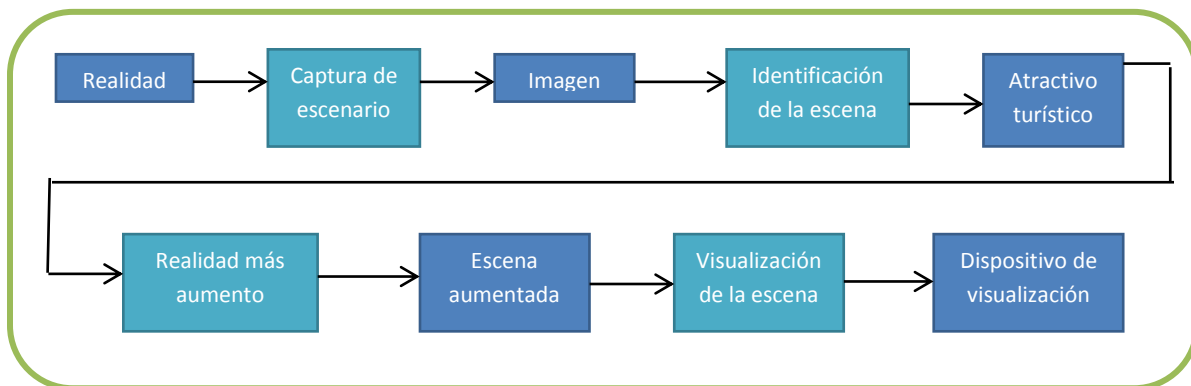 Realidad
Captura de
escenario
Imagen
Identificación
de la escena
Atractivo
turístico
Realidad más
aumento
Escena
aumentada
Visualización
de la escena
Dispositivo de
visualización